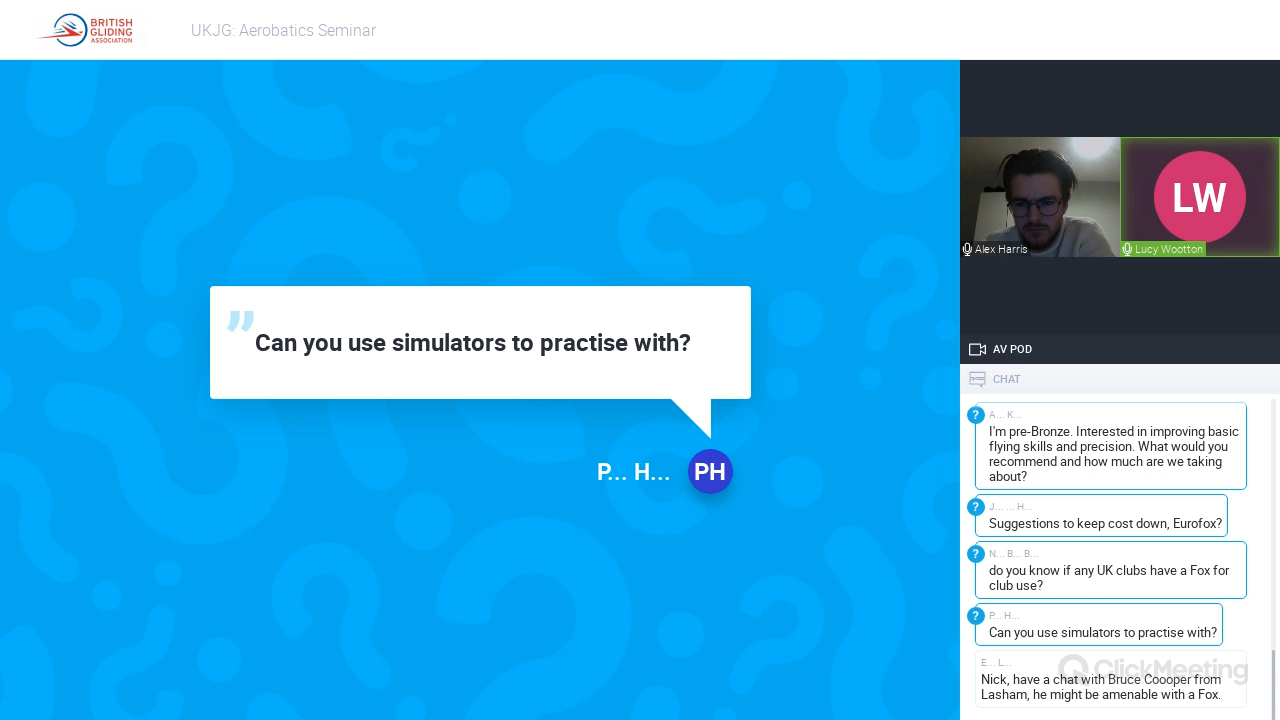 BRITISH
GLIDING
ASSOCIATION
UKJG: Aerobatics Seminar
” Can you use simulators to practise with?
P... H... PH
LW
Alex Harris
Lucy Wootton
AV POD
CHAT
? A... K...
I'm pre-Bronze. Interested in improving basic
flying skills and precision. What would you
recommend and how much are we taking
about?
? J... ... H...
Suggestions to keep cost down, Eurofox?
? N... B... B...
do you know if any UK clubs have a Fox for
club use?
? P... H...
Can you use simulators to practise with?
E... L...
Nick, have a chat with Bruce Coooper from
Lasham, he might be amenable with a Fox.
ClickMeeting